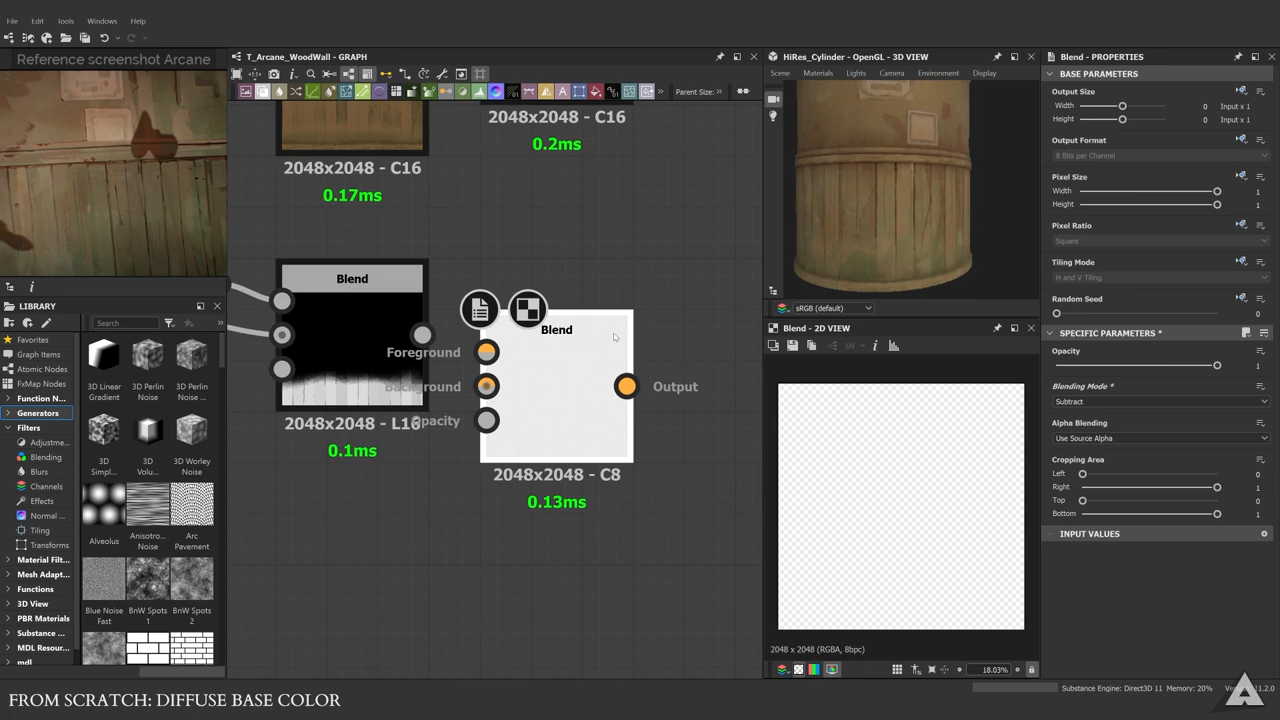 File Edit Tools Windows Help
Reference screenshot Arcane
T_Arcane_WoodWall - GRAPH
Parent Size:
2048x2048 - C16
0.17ms
2048x2048 - C16
0.2ms
Blend
2048x2048 - L16
0.1ms
Blend
Foreground
Background
Opacity
Output
2048x2048 - C8
0.13ms
LIBRARY
Search
Favorites
Graph Items
Atomic Nodes
FxMap Nodes
Function N...
Generators
Filters
Adjustme...
Blending
Blurs
Channels
Effects
Normal ...
Tiling
Transforms
Material Filt...
Mesh Adapt...
Functions
3D View
PBR Materials
Substance ...
MDL Resour...
mdl
3D Linear
Gradient
3D Perlin
Noise
3D Perlin
Noise ...
3D
Simpl...
3D
Volu...
3D Worley
Noise
Alveolus
Anisotro...
Noise
Arc
Pavement
Blue Noise
Fast
BnW Spots
1
BnW Spots
2
HiRes_Cylinder - OpenGL - 3D VIEW
Scene Materials Lights Camera Environment Display
sRGB (default)
Blend - 2D VIEW
UV
2048 x 2048 (RGBA, 8bpc)
18.03%
Blend - PROPERTIES
BASE PARAMETERS
Output Size
Width 0 Input x 1
Height 0 Input x 1
Output Format
8 Bits per Channel
Pixel Size
Width 1
Height 1
Pixel Ratio
Square
Tiling Mode
H and V Tiling
Random Seed
0
SPECIFIC PARAMETERS *
Opacity
1
Blending Mode *
Subtract
Alpha Blending
Use Source Alpha
Cropping Area
Left 0
Right 1
Top 0
Bottom 1
INPUT VALUES
Substance Engine: Direct3D 11 Memory: 20%
FROM SCRATCH: DIFFUSE BASE COLOR